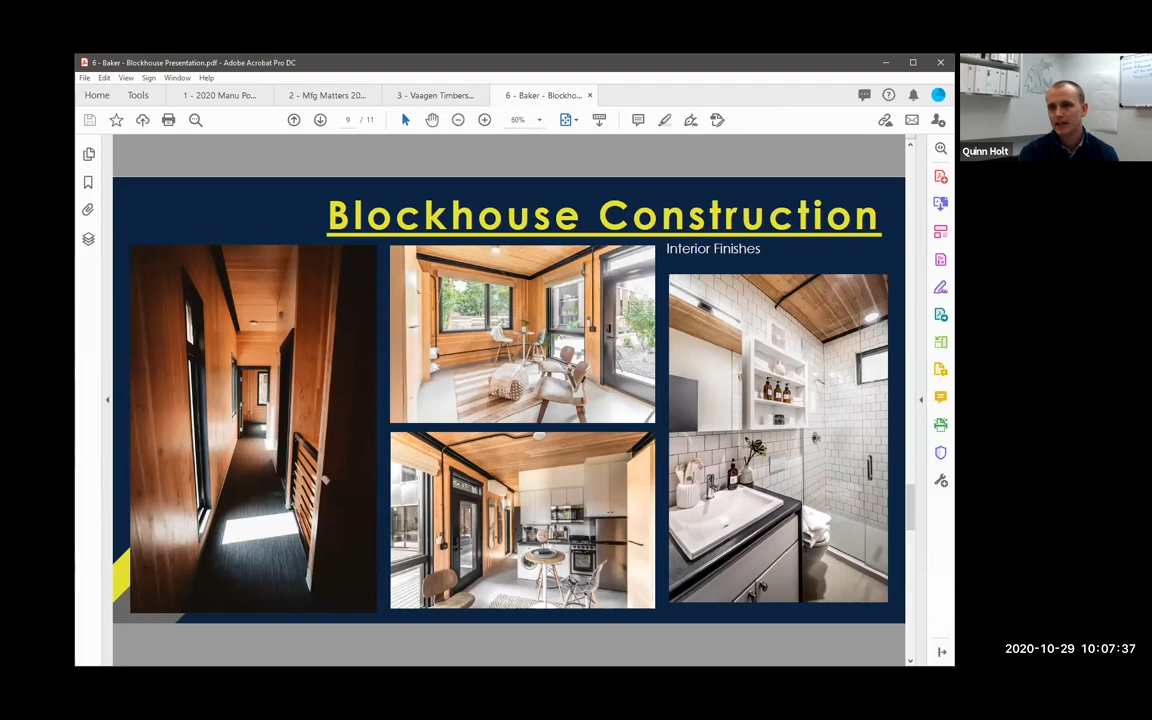 6 - Baker - Blockhouse Presentation.pdf - Adobe Acrobat Pro DC
File Edit View Sign Window Help
Home Tools 1 - 2020 Manu Po... 2 - Mfg Matters 20... 3 - Vaagen Timbers... 6 - Baker - Blockho...
9 / 11 60%
Blockhouse Construction
Interior Finishes
Quinn Holt
2020-10-29 10:07:37